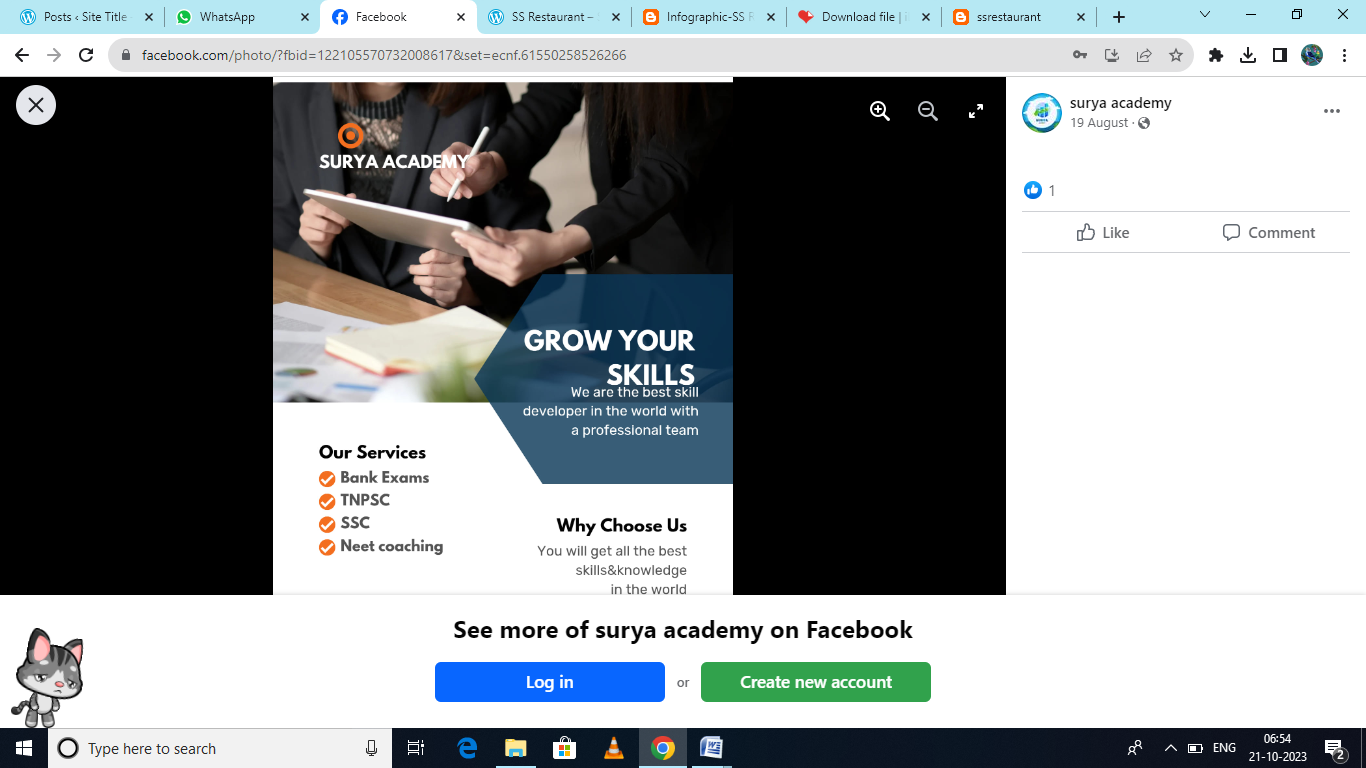 Posts ‹ Site Title
WhatsApp
Facebook
SS Restaurant –
Infographic-SS R
Download file | i
ssrestaurant
facebook.com/photo/?fbid=122105570732008617&set=ecnf.61550258526266
surya academy
19 August ·
1
Like
Comment
SURYA ACADEMY
GROW YOUR
SKILLS
We are the best skill
developer in the world with
a professional team
Our Services
Bank Exams
TNPSC
SSC
Neet coaching
Why Choose Us
You will get all the best
skills&knowledge
in the world
See more of surya academy on Facebook
Log in
or
Create new account
Type here to search
ENG
06:54
21-10-2023
2